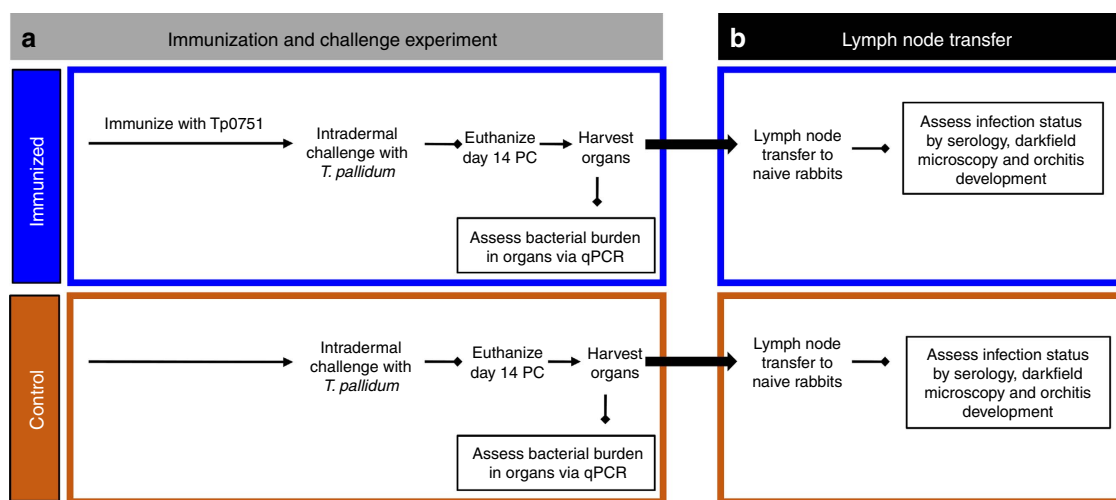 a
Immunization and challenge experiment
b
Lymph node transfer
Immunized
Immunize with Tp0751
Intradermal
challenge with
T. pallidum
Euthanize
day 14 PC
Harvest
organs
Assess bacterial burden
in organs via qPCR
Lymph node
transfer to
naive rabbits
Assess infection status
by serology, darkfield
microscopy and orchitis
development
Control
Intradermal
challenge with
T. pallidum
Euthanize
day 14 PC
Harvest
organs
Assess bacterial burden
in organs via qPCR
Lymph node
transfer to
naive rabbits
Assess infection status
by serology, darkfield
microscopy and orchitis
development